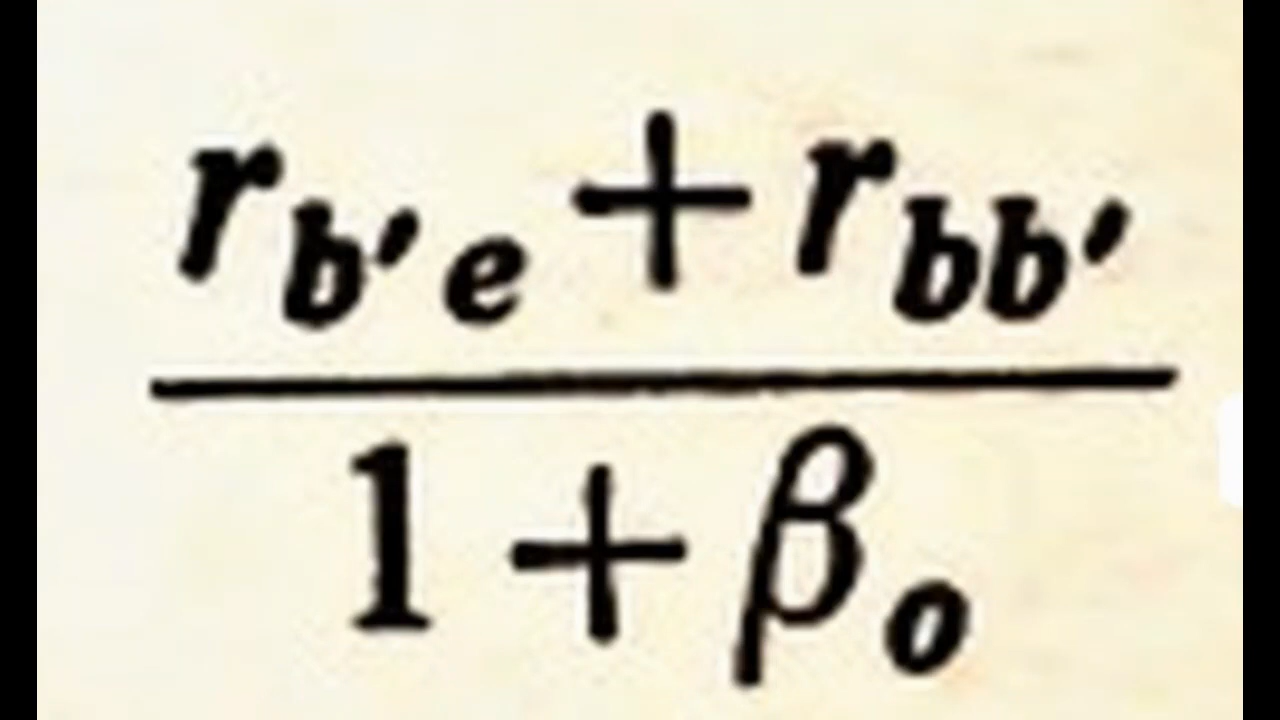 r_{b'e} + r_{bb'}
1 + β_o